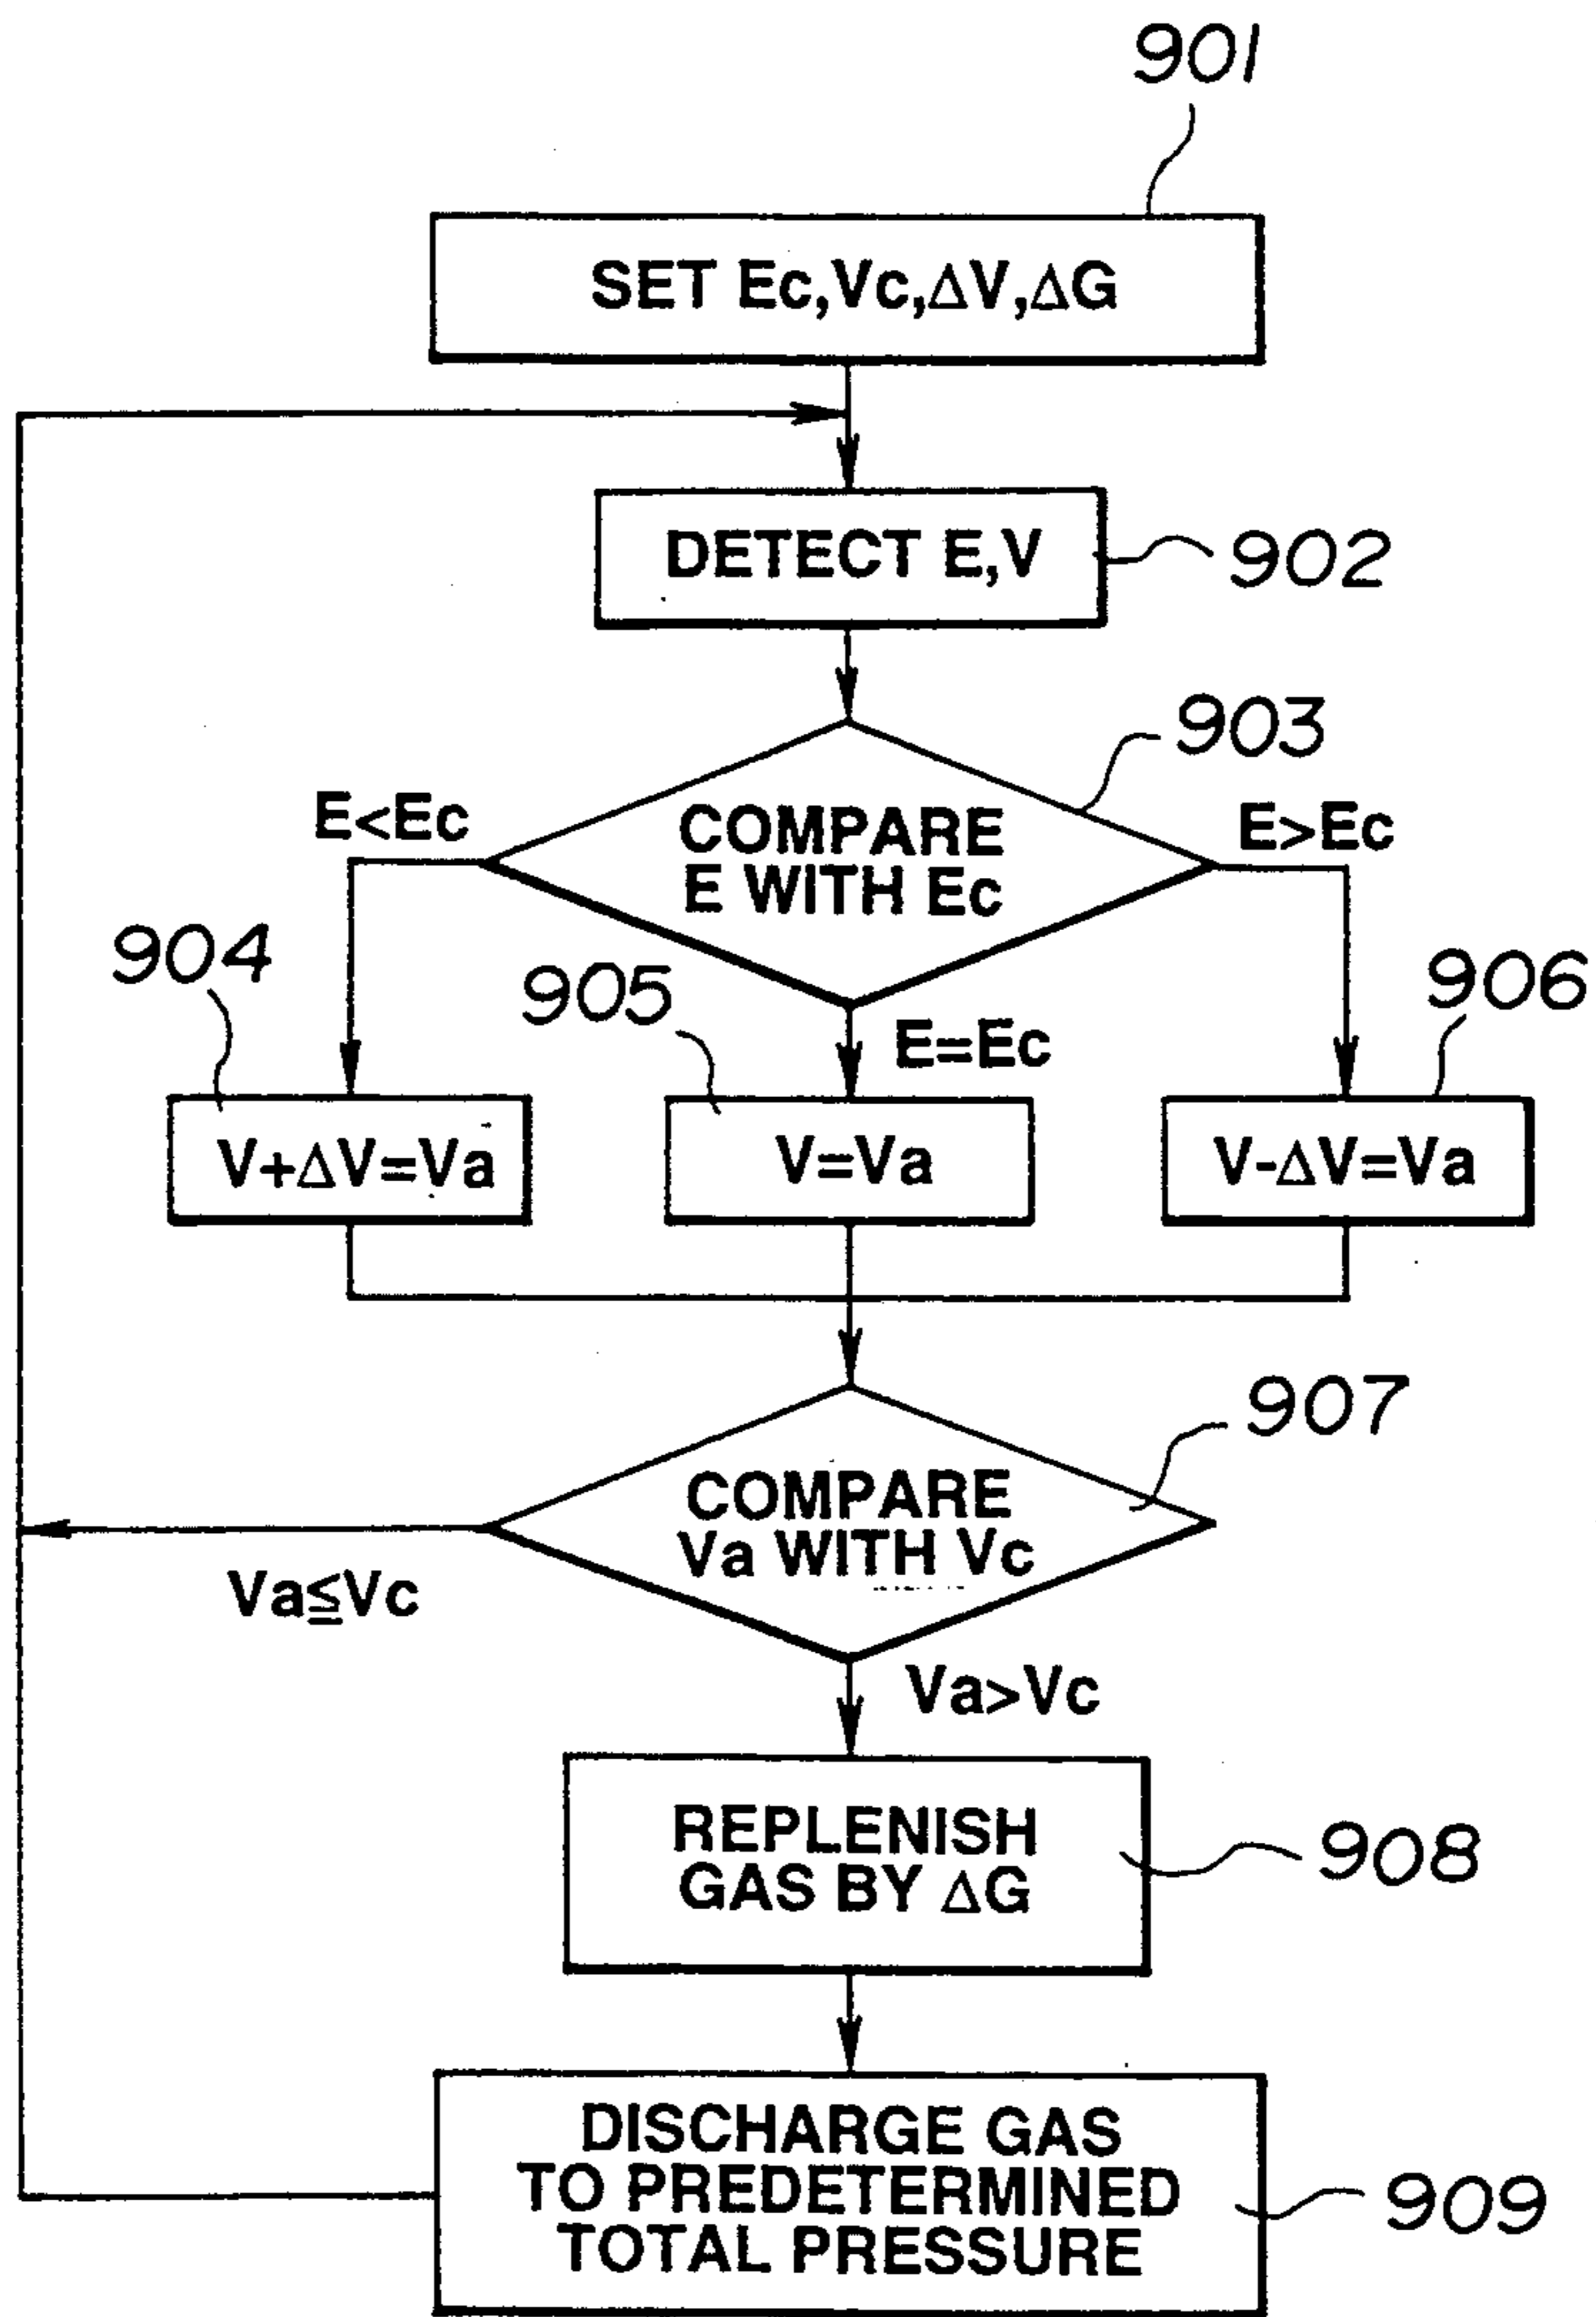 901
SET Ec,Vc,ΔV,ΔG
DETECT E,V
902
903
E<Ec
COMPARE
E WITH Ec
E>Ec
904
905
906
E=Ec
V+ΔV=Va
V=Va
V-ΔV=Va
907
COMPARE
Va WITH Vc
Va≦Vc
Va>Vc
REPLENISH
GAS BY ΔG
908
DISCHARGE GAS
TO PREDETERMINED
TOTAL PRESSURE
909